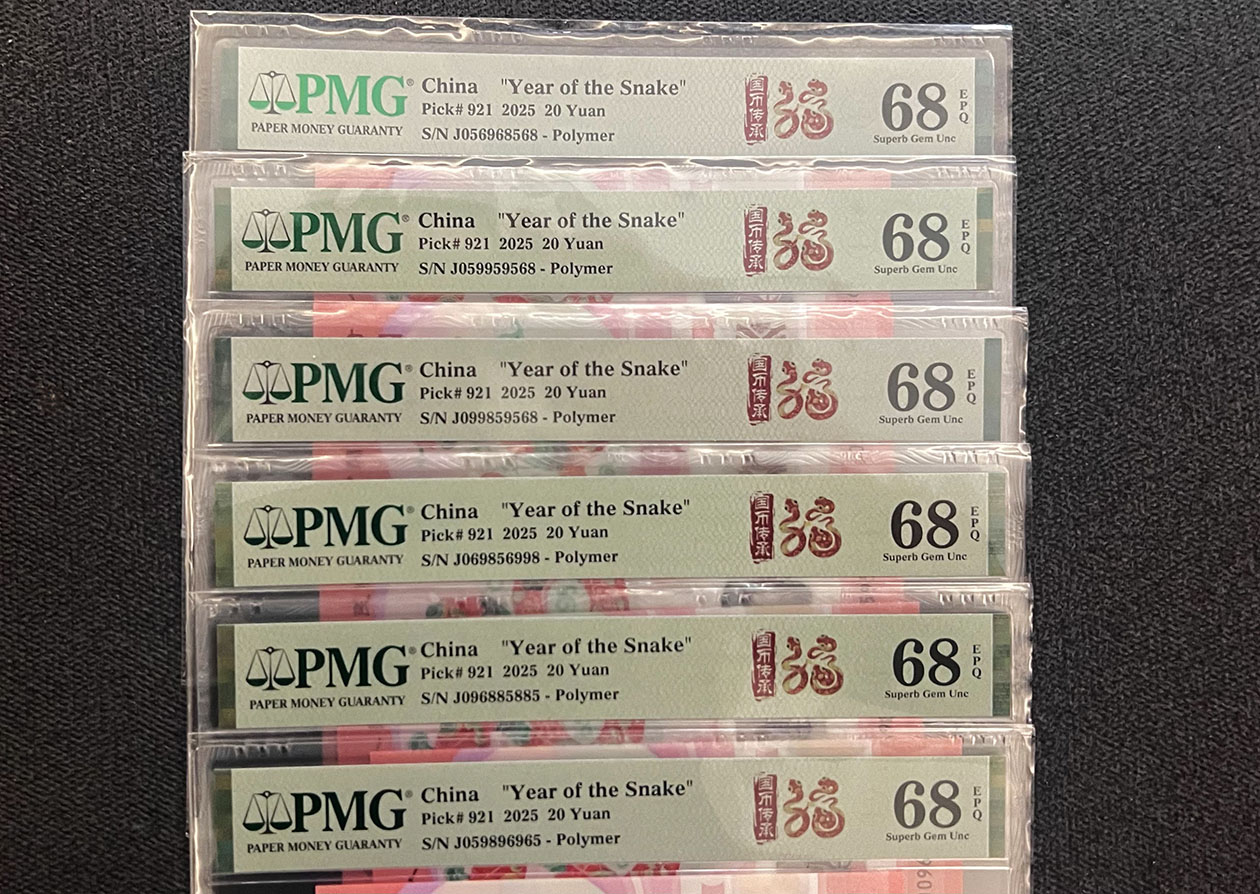 PMG® China "Year of the Snake" 68 EPQ
Pick# 921 2025 20 Yuan
PAPER MONEY GUARANTY S/N J056968568 - Polymer Superb Gem Unc
国币传承 福
PMG® China "Year of the Snake" 68 EPQ
Pick# 921 2025 20 Yuan
PAPER MONEY GUARANTY S/N J059959568 - Polymer Superb Gem Unc
国币传承 福
PMG® China "Year of the Snake" 68 EPQ
Pick# 921 2025 20 Yuan
PAPER MONEY GUARANTY S/N J099859568 - Polymer Superb Gem Unc
国币传承 福
PMG® China "Year of the Snake" 68 EPQ
Pick# 921 2025 20 Yuan
PAPER MONEY GUARANTY S/N J069856998 - Polymer Superb Gem Unc
国币传承 福
PMG® China "Year of the Snake" 68 EPQ
Pick# 921 2025 20 Yuan
PAPER MONEY GUARANTY S/N J096885885 - Polymer Superb Gem Unc
国币传承 福
PMG® China "Year of the Snake" 68 EPQ
Pick# 921 2025 20 Yuan
PAPER MONEY GUARANTY S/N J059896965 - Polymer Superb Gem Unc
国币传承 福